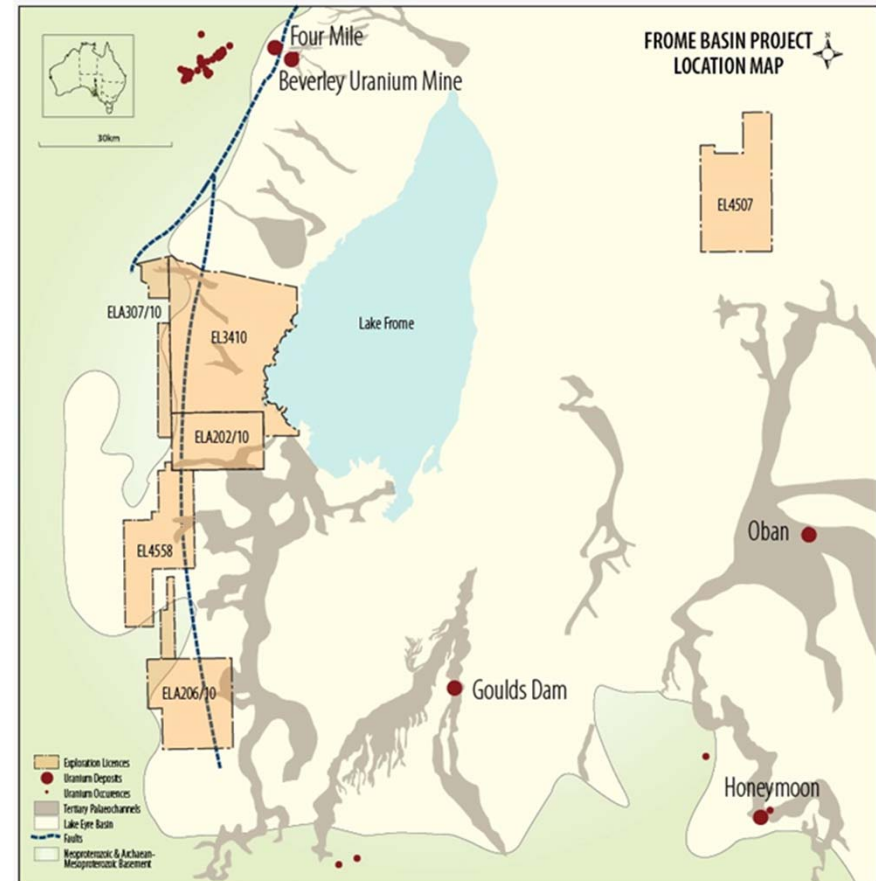 FROME BASIN PROJECT
LOCATION MAP
N
Four Mile
Beverley Uranium Mine
30km
EL4507
ELA307/10
EL3410
Lake Frome
ELA202/10
EL4558
Oban
ELA206/10
Goulds Dam
Honeymoon
Exploration Licences
Uranium Deposits
Uranium Occurences
Tertiary Palaeochannels
Lake Eyre Basin
Faults
Neoproterozoic & Archaean-
Mesoproterozoic Basement